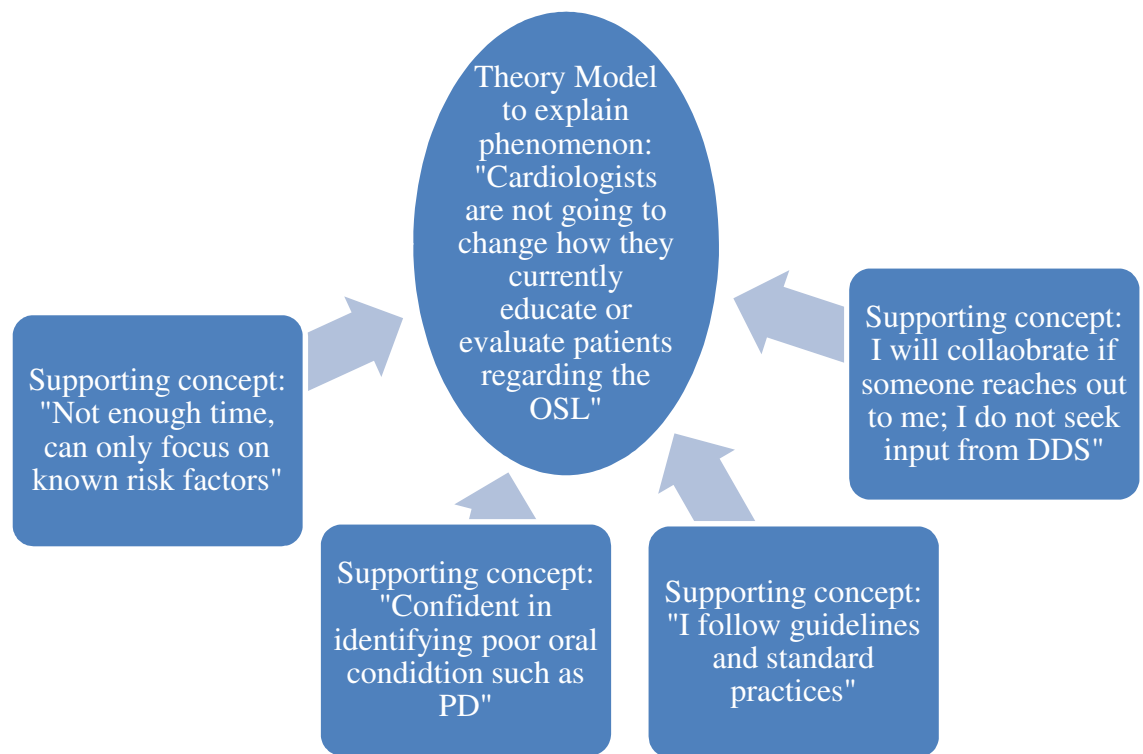 Theory Model
to explain
phenomenon:
"Cardiologists
are not going to
change how they
currently
educate or
evaluate patients
regarding the
OSL"
Supporting concept:
"Not enough time,
can only focus on
known risk factors"
Supporting concept:
"Confident in
identifying poor oral
condidtion such as
PD"
Supporting concept:
"I follow guidelines
and standard
practices"
Supporting concept:
I will collaobrate if
someone reaches out
to me; I do not seek
input from DDS"